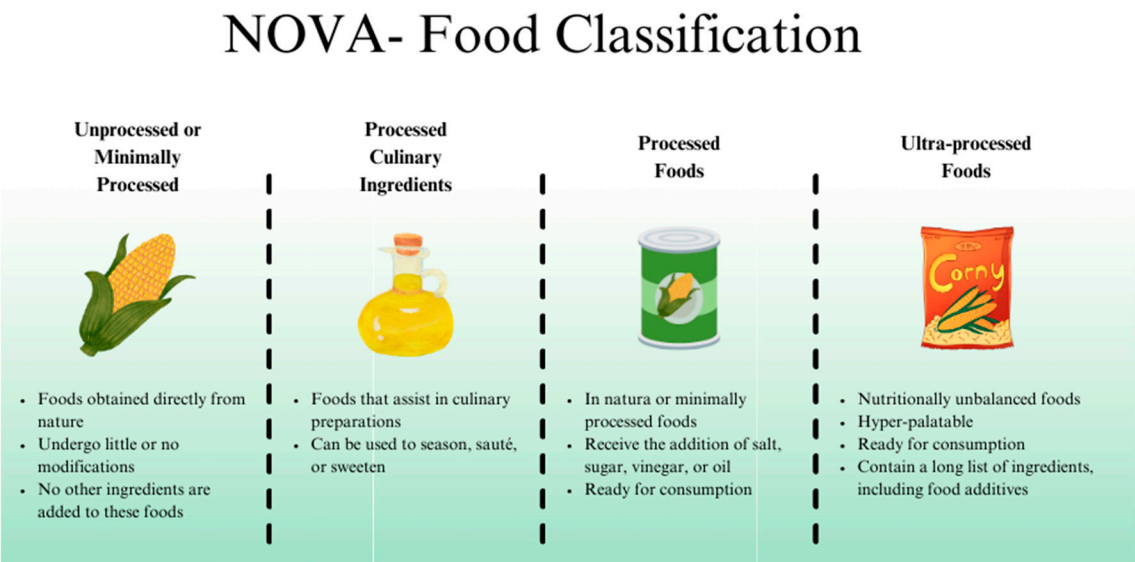 NOVA- Food Classification
Unprocessed or
Minimally
Processed
• Foods obtained directly from
nature
• Undergo little or no
modifications
• No other ingredients are
added to these foods
Processed
Culinary
Ingredients
• Foods that assist in culinary
preparations
• Can be used to season, sauté,
or sweeten
Processed
Foods
• In natura or minimally
processed foods
• Receive the addition of salt,
sugar, vinegar, or oil
• Ready for consumption
Ultra-processed
Foods
Corny
• Nutritionally unbalanced foods
• Hyper-palatable
• Ready for consumption
• Contain a long list of ingredients,
including food additives